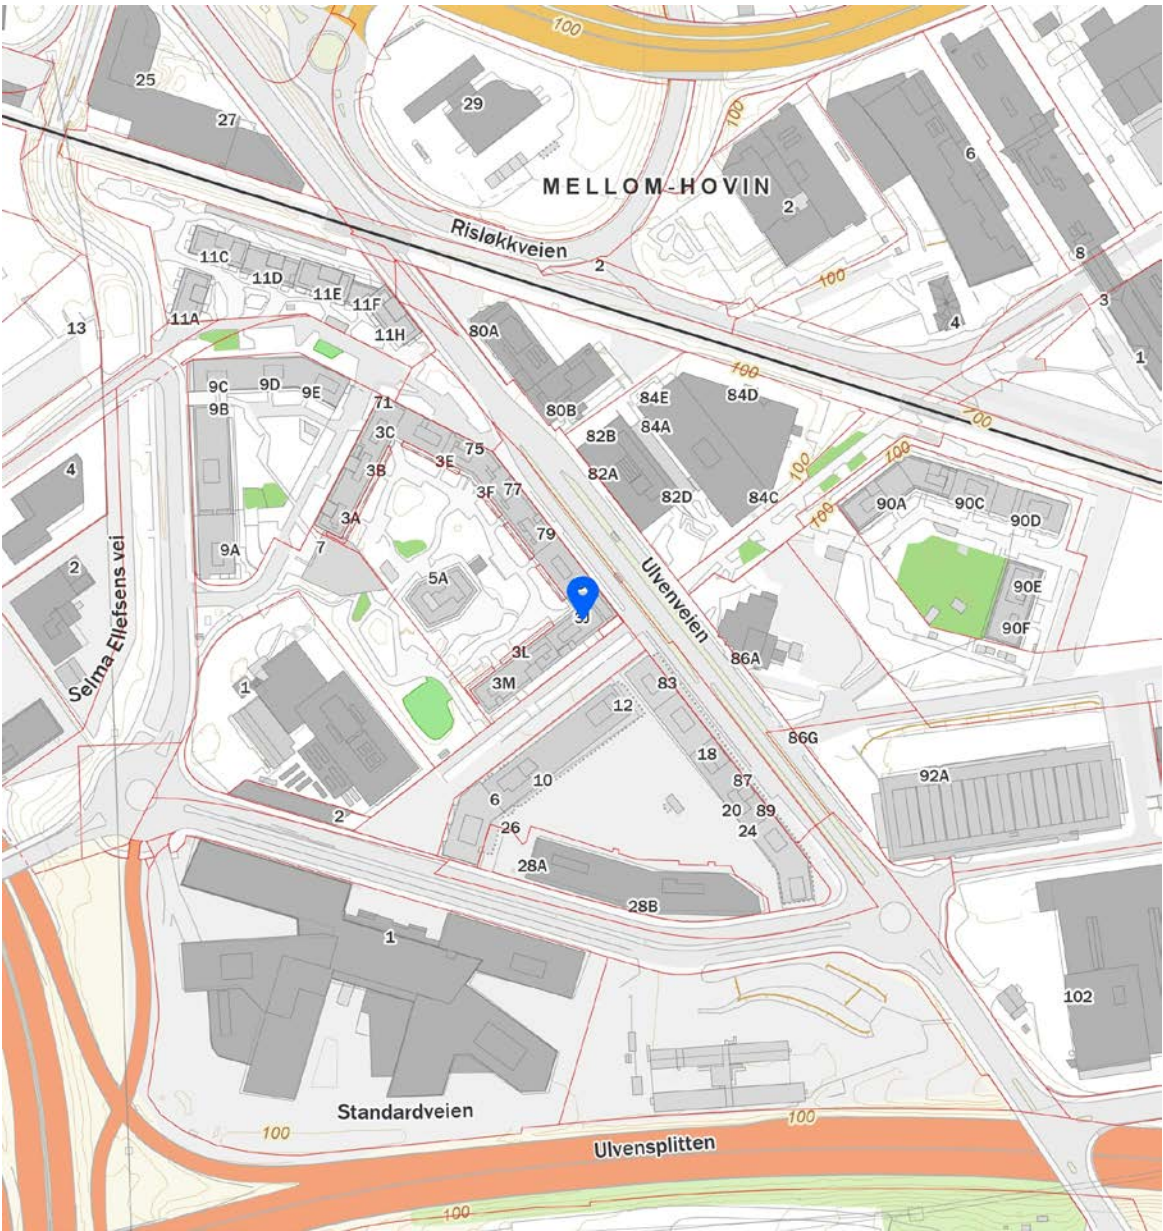 100
25
29
27
100
6
MELLOM-HOVIN
2
Risløkkveien
11C
2
8
11D
100
11E
3
11F
11A
13
80A
4
11H
1
100
9C
9D
84D
9E
84E
71
80B
9B
700
3C
84A
82B
75
100
3E
3B
4
82A
100
3F
77
82D
84C
90A
90C
3A
100
90D
79
7
9A
2
Ulvenveien
5A
90E
3J
90F
Selma Ellefsens vei
3L
86A
1
3M
83
12
86G
18
10
92A
87
6
20
89
2
26
24
28A
28B
1
102
Standardveien
100
100
Ulvensplitten
100